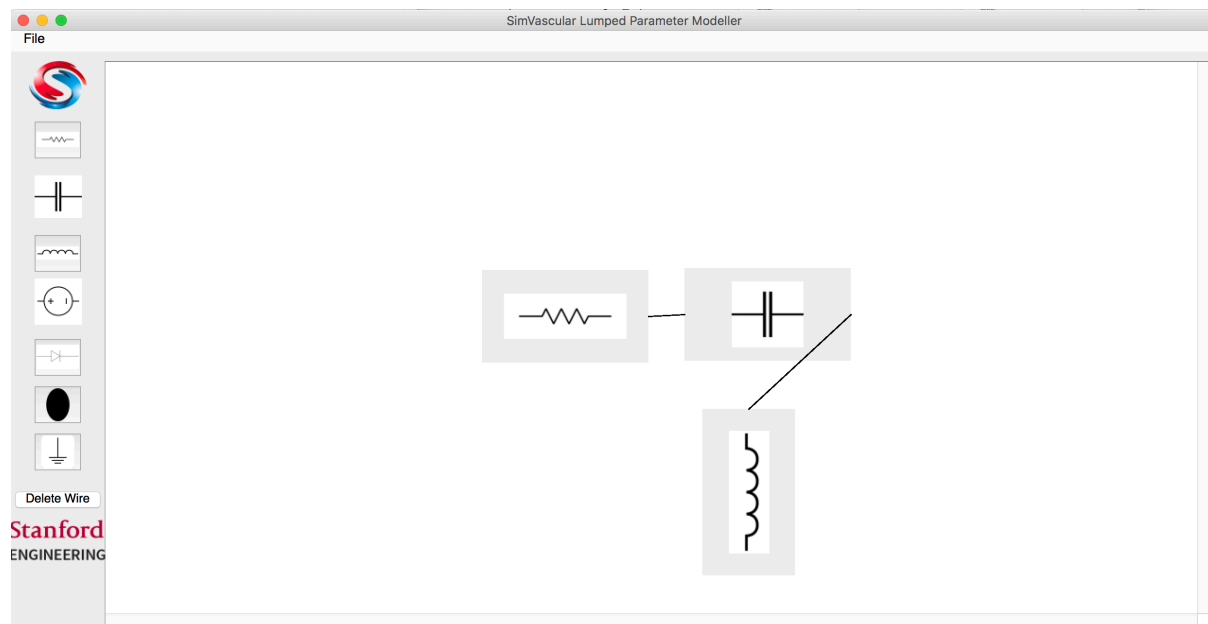 SimVascular Lumped Parameter Modeller
File
Delete Wire
Stanford
ENGINEERING